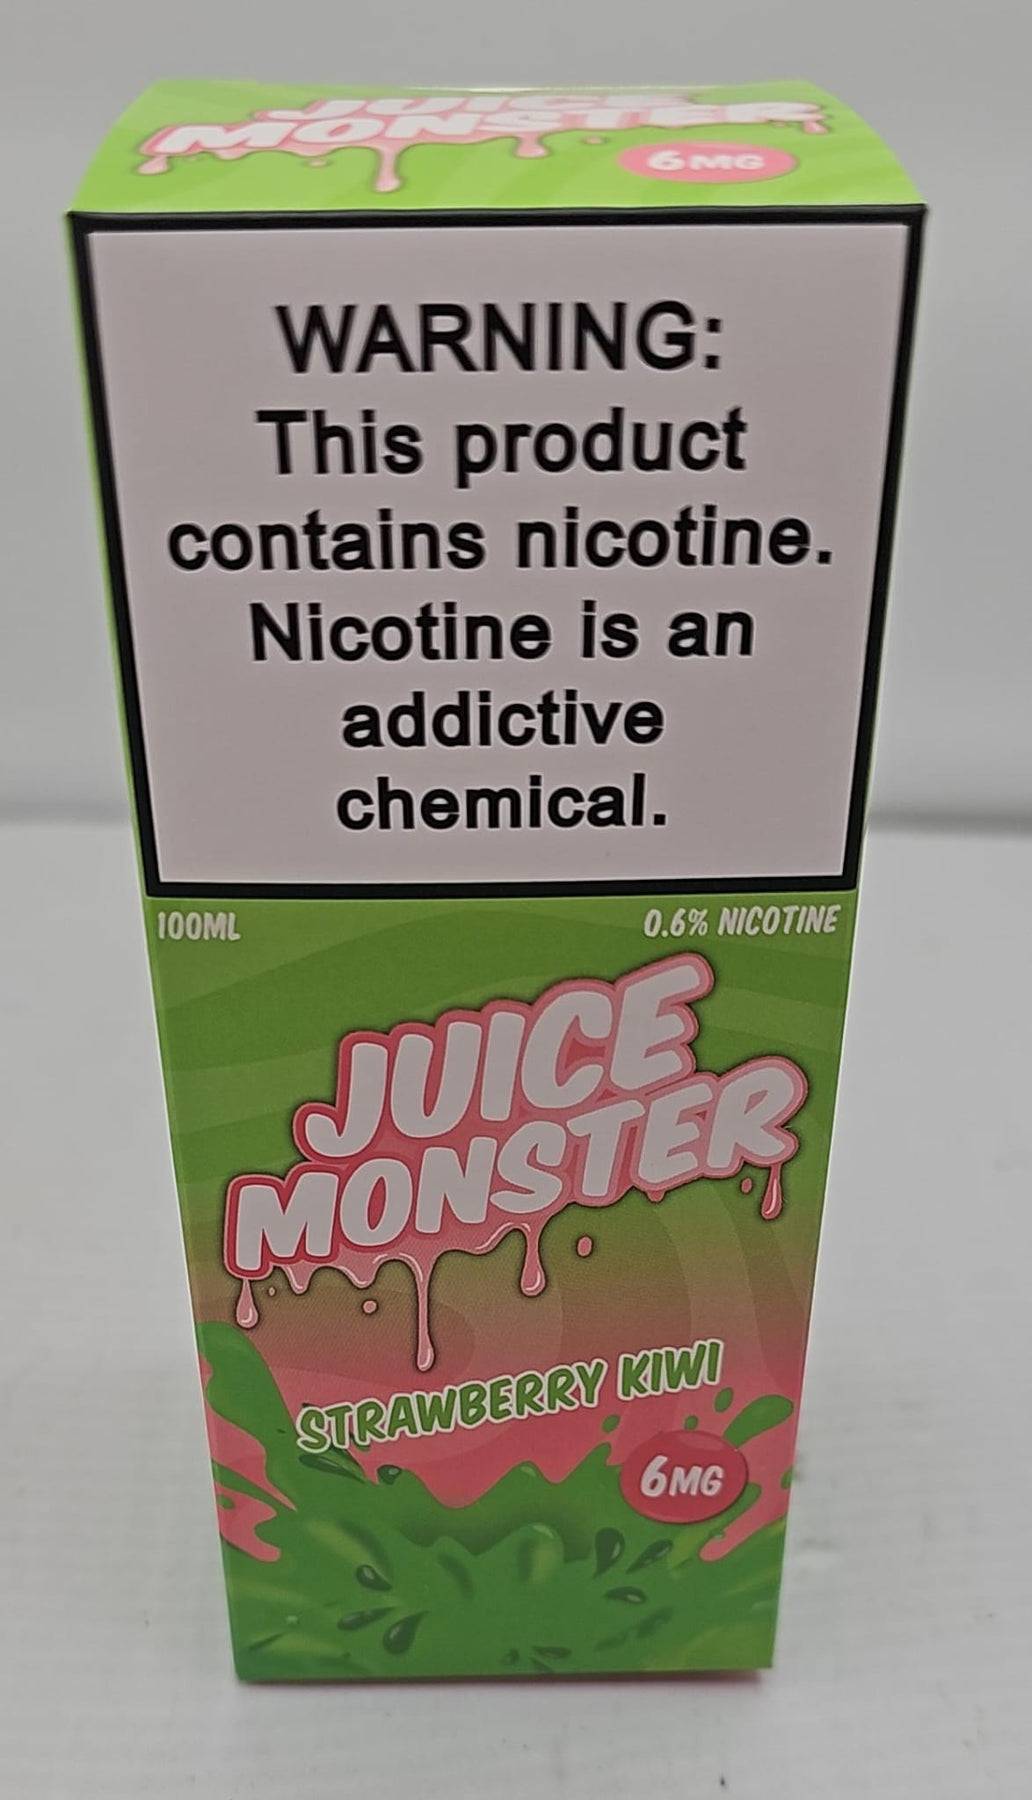 JUICE
MONSTER
6MG
WARNING:
This product
contains nicotine.
Nicotine is an
addictive
chemical.
100ML
0.6% NICOTINE
JUICE
MONSTER
STRAWBERRY KIWI
6MG